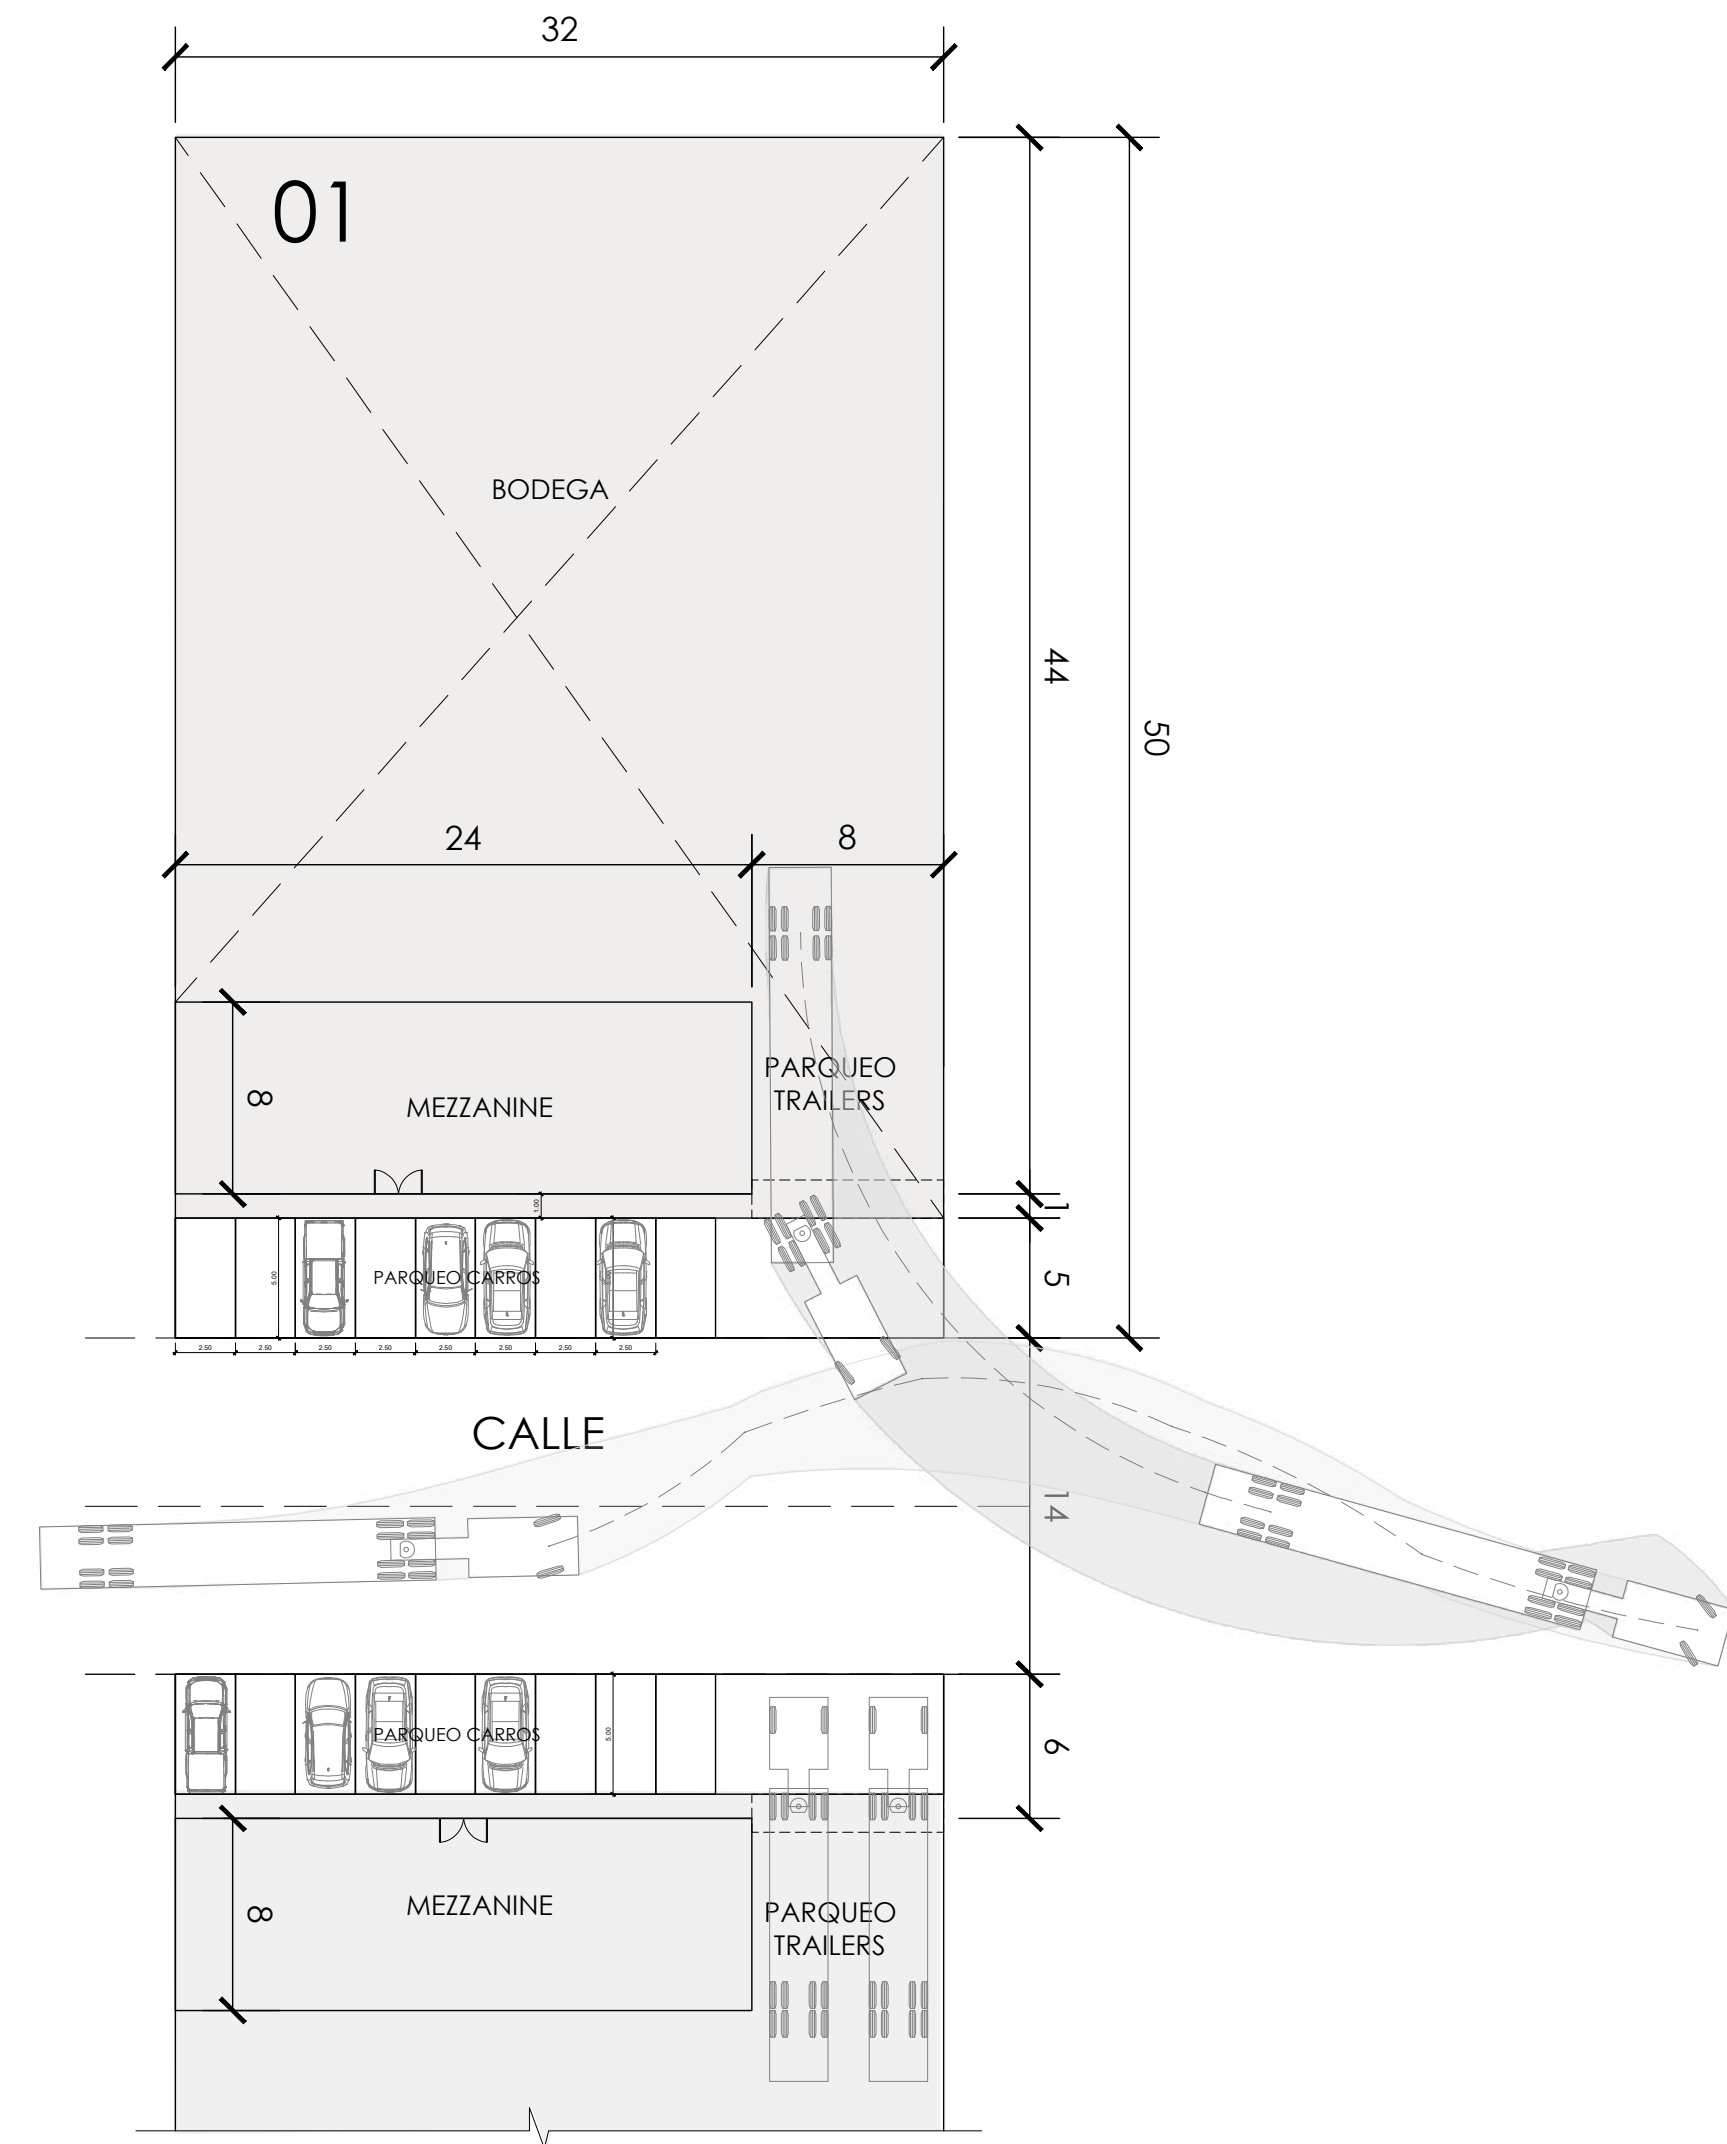 32
01
BODEGA
44
50
24
8
8
MEZZANINE
PARQUEO
TRAILERS
1.00
1
5.00
PARQUEO CARROS
5
2.50
2.50
2.50
2.50
2.50
2.50
2.50
2.50
CALLE
14
PARQUEO CARROS
5.00
6
8
MEZZANINE
PARQUEO
TRAILERS